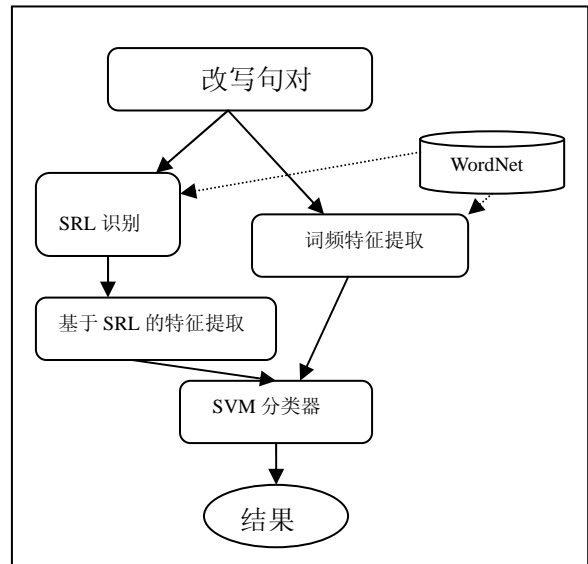 改写句对
WordNet
SRL 识别
词频特征提取
基于 SRL 的特征提取
SVM 分类器
结果